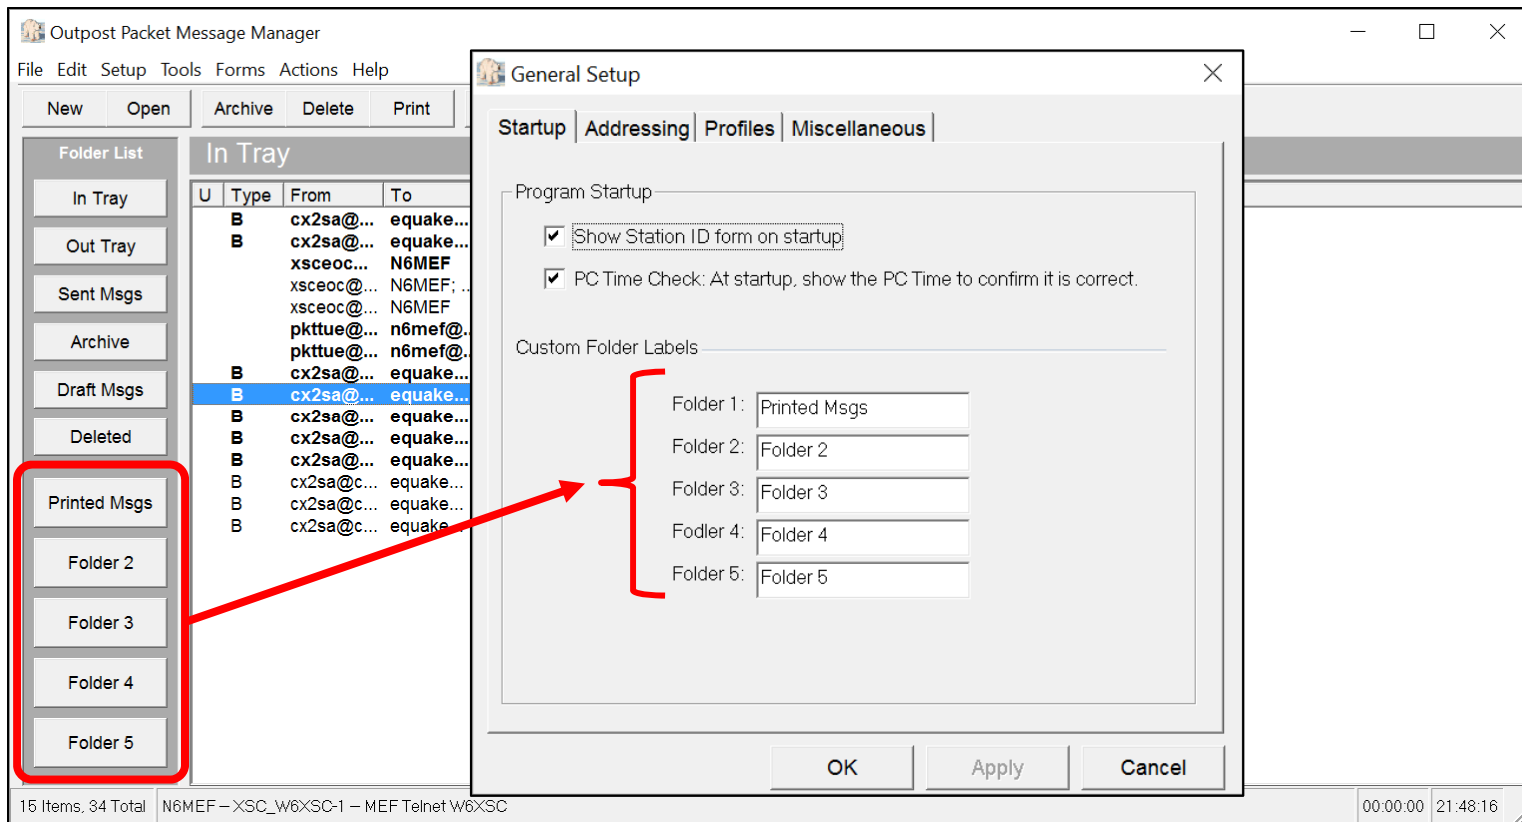 Outpost Packet Message Manager
File Edit Setup Tools Forms Actions Help
New Open Archive Delete Print
Folder List
In Tray
Out Tray
Sent Msgs
Archive
Draft Msgs
Deleted
Printed Msgs
Folder 2
Folder 3
Folder 4
Folder 5
In Tray
U Type From To
B cx2sa@... equake...
B cx2sa@... equake...
xsceoc... N6MEF
xsceoc@... N6MEF; ..
xsceoc@... N6MEF
pkttue@... n6mef@..
pkttue@... n6mef@..
B cx2sa@... equake...
B cx2sa@... equake...
B cx2sa@... equake...
B cx2sa@... equake...
B cx2sa@... equake...
B cx2sa@c... equake...
B cx2sa@c... equake...
B cx2sa@c... equake...
General Setup
Startup Addressing Profiles Miscellaneous
Program Startup
Show Station ID form on startup
PC Time Check: At startup, show the PC Time to confirm it is correct.
Custom Folder Labels
Folder 1: Printed Msgs
Folder 2: Folder 2
Folder 3: Folder 3
Fodler 4: Folder 4
Folder 5: Folder 5
OK Apply Cancel
15 Items, 34 Total N6MEF – XSC_W6XSC-1 – MEF Telnet W6XSC 00:00:00 21:48:16